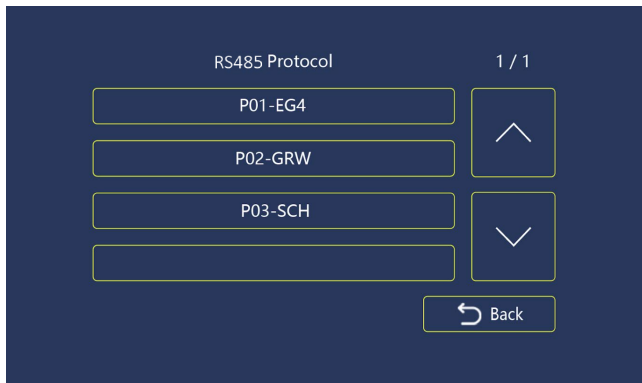 RS485 Protocol 1 / 1
P01-EG4
P02-GRW
P03-SCH
Back